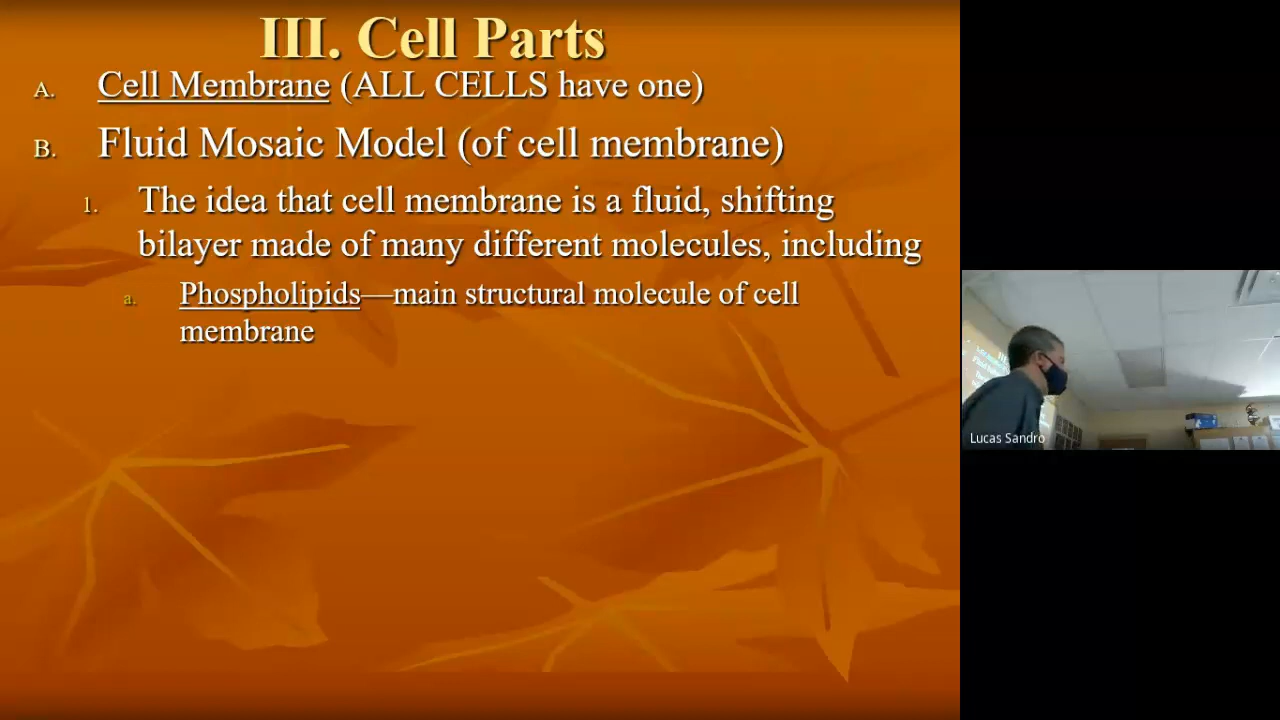 III. Cell Parts
A. Cell Membrane (ALL CELLS have one)
B. Fluid Mosaic Model (of cell membrane)
1. The idea that cell membrane is a fluid, shifting
bilayer made of many different molecules, including
a. Phospholipids—main structural molecule of cell
membrane
Lucas Sandro